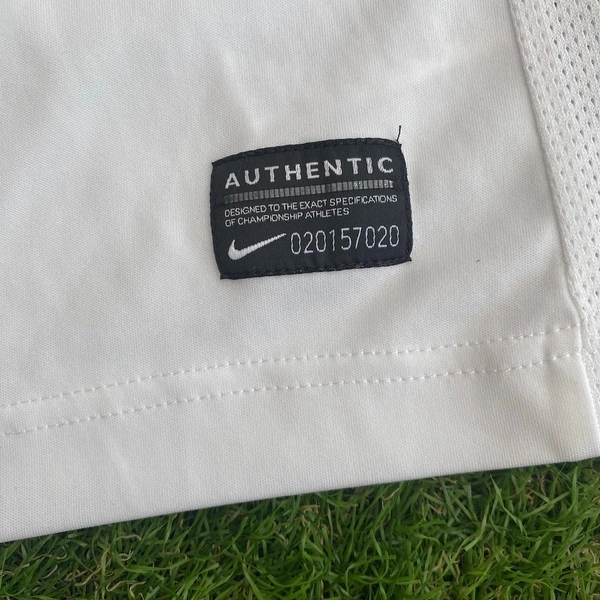 AUTHENTIC
DESIGNED TO THE EXACT SPECIFICATIONS
OF CHAMPIONSHIP ATHLETES
020157020